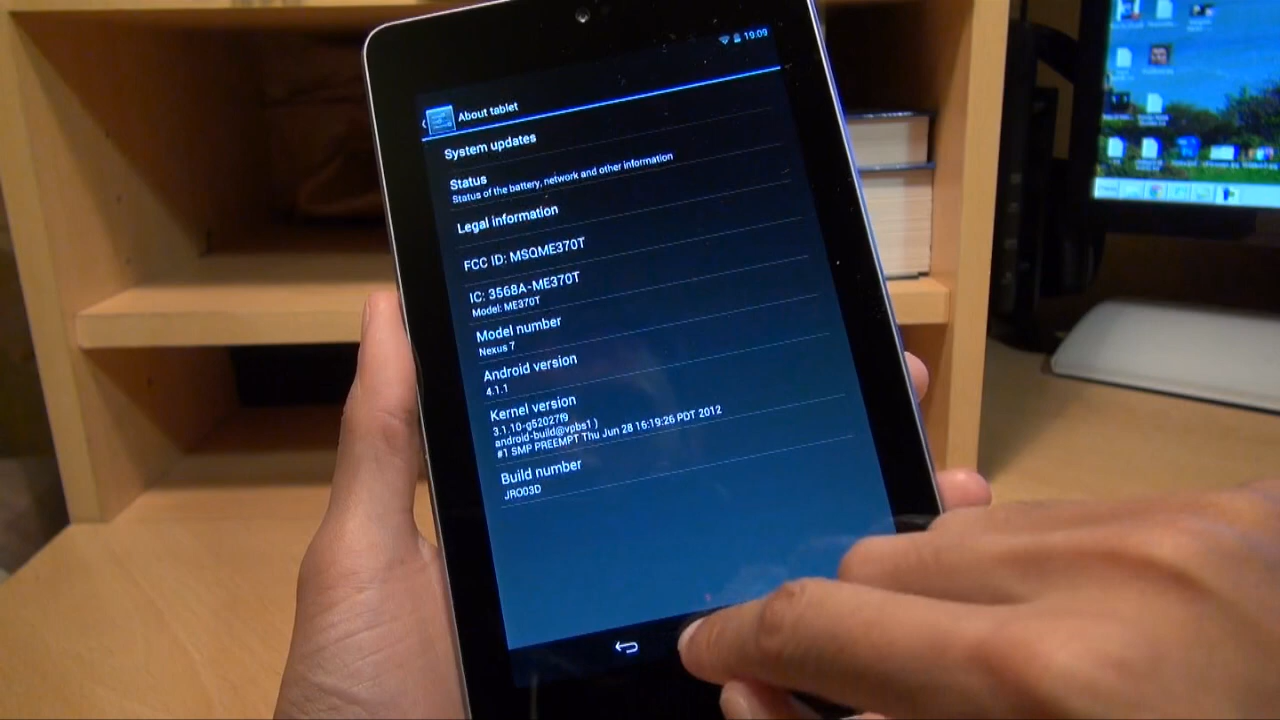 19:09
About tablet
System updates
Status
Status of the battery, network and other information
Legal information
FCC ID: MSQME370T
IC: 3568A-ME370T
Model: ME370T
Model number
Nexus 7
Android version
4.1.1
Kernel version
3.1.10-g52027f9
android-build@vpbs1 )
#1 SMP PREEMPT Thu Jun 28 16:19:26 PDT 2012
Build number
JRO03D